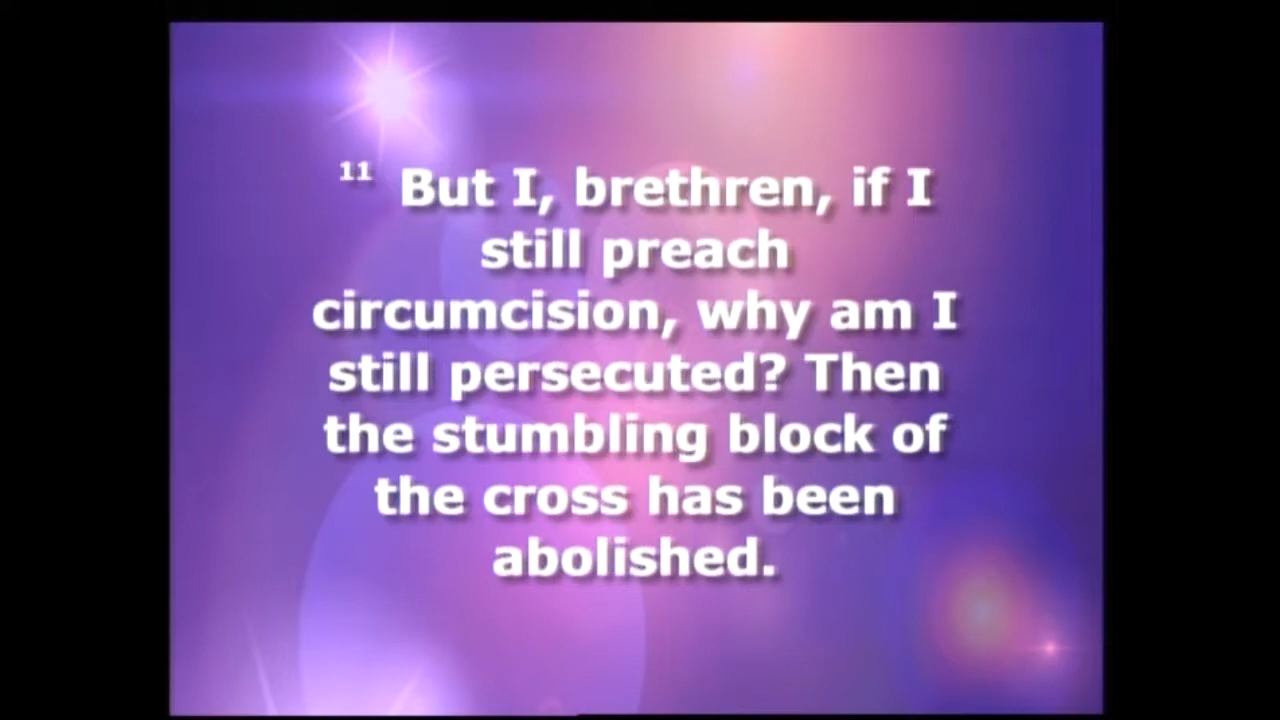 11 But I, brethren, if I
still preach
circumcision, why am I
still persecuted? Then
the stumbling block of
the cross has been
abolished.